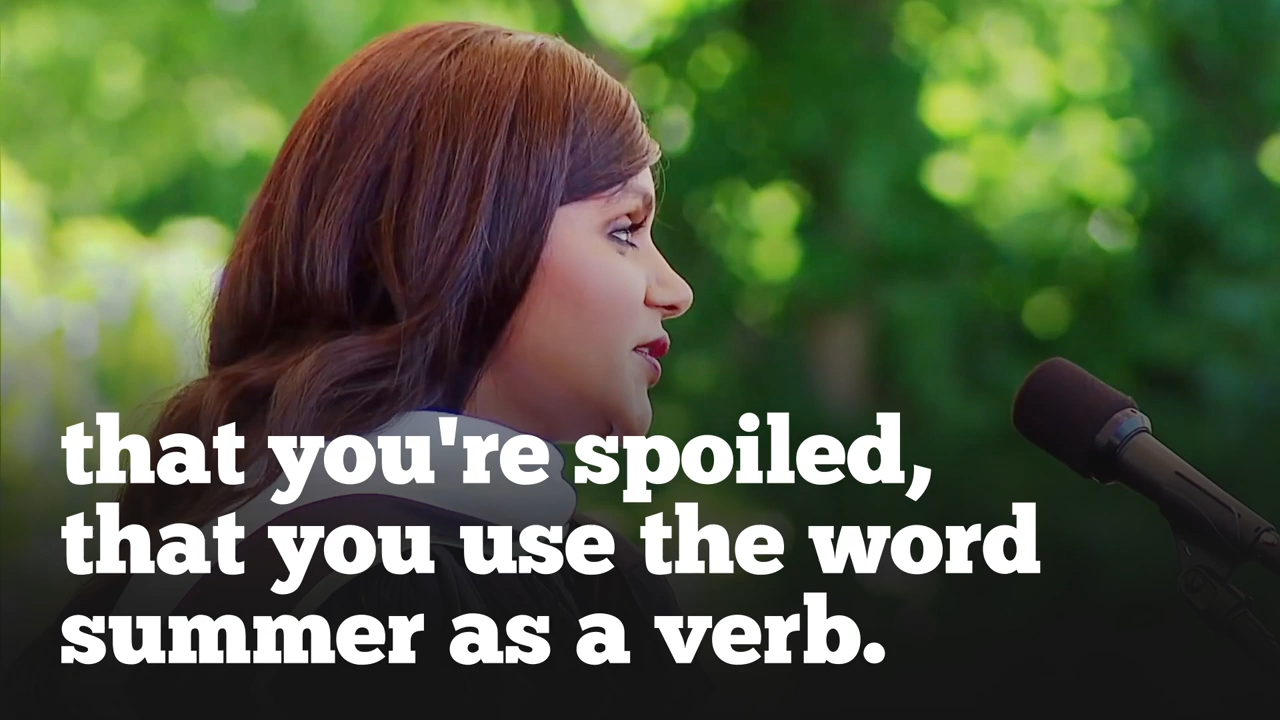 that you're spoiled,
that you use the word
summer as a verb.